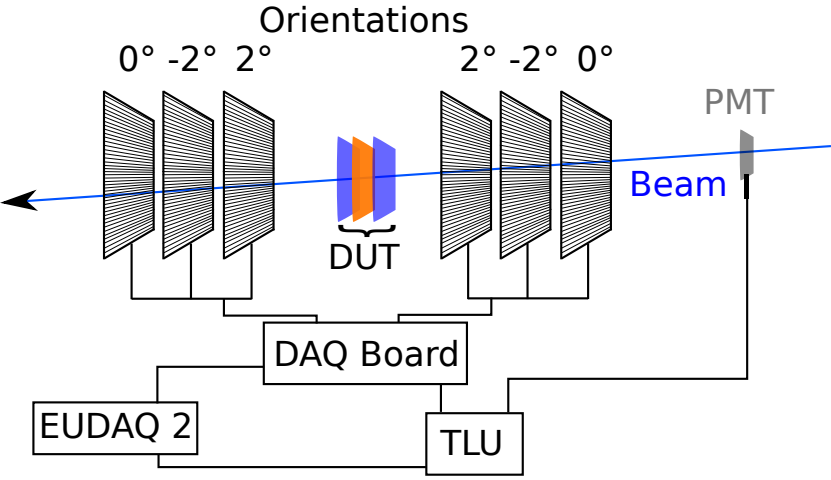 Orientations
0° -2° 2°
2° -2° 0°
PMT
Beam
DUT
DAQ Board
EUDAQ 2
TLU